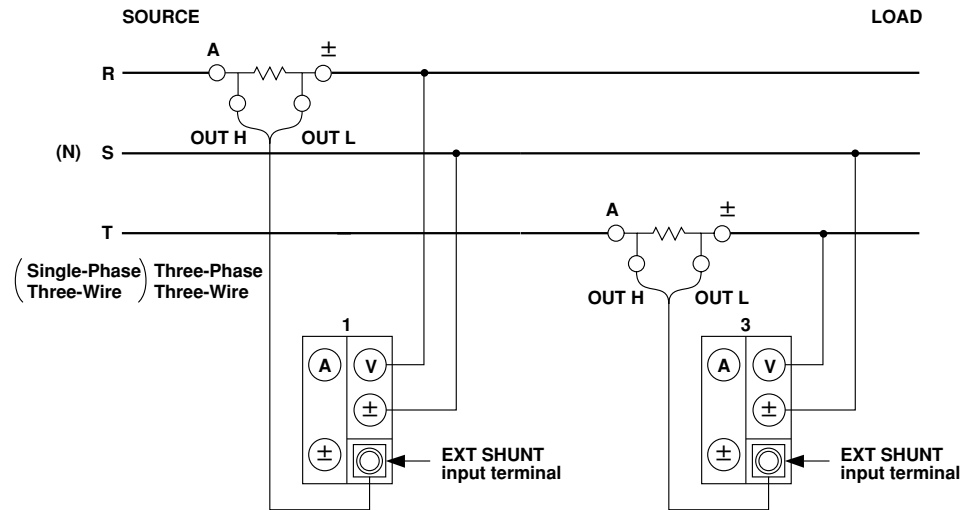 SOURCE LOAD
A ±
R
OUT H OUT L
(N) S
A ±
T
(Single-Phase Three-Wire) Three-Phase Three-Wire
OUT H OUT L
1 3
A V A V
± ±
± EXT SHUNT input terminal ± EXT SHUNT input terminal